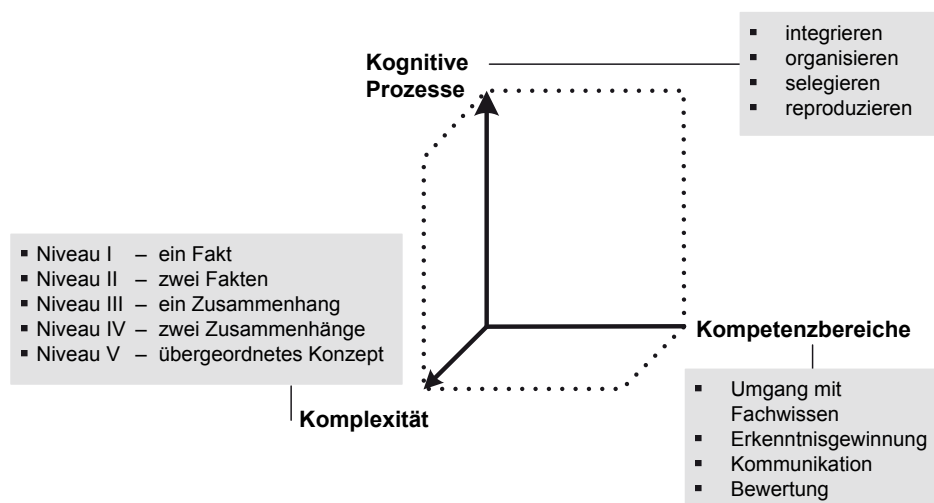 Kognitive
Prozesse
▪ integrieren
▪ organisieren
▪ selegieren
▪ reproduzieren
▪ Niveau I – ein Fakt
▪ Niveau II – zwei Fakten
▪ Niveau III – ein Zusammenhang
▪ Niveau IV – zwei Zusammenhänge
▪ Niveau V – übergeordnetes Konzept
Komplexität
Kompetenzbereiche
▪ Umgang mit
Fachwissen
▪ Erkenntnisgewinnung
▪ Kommunikation
▪ Bewertung